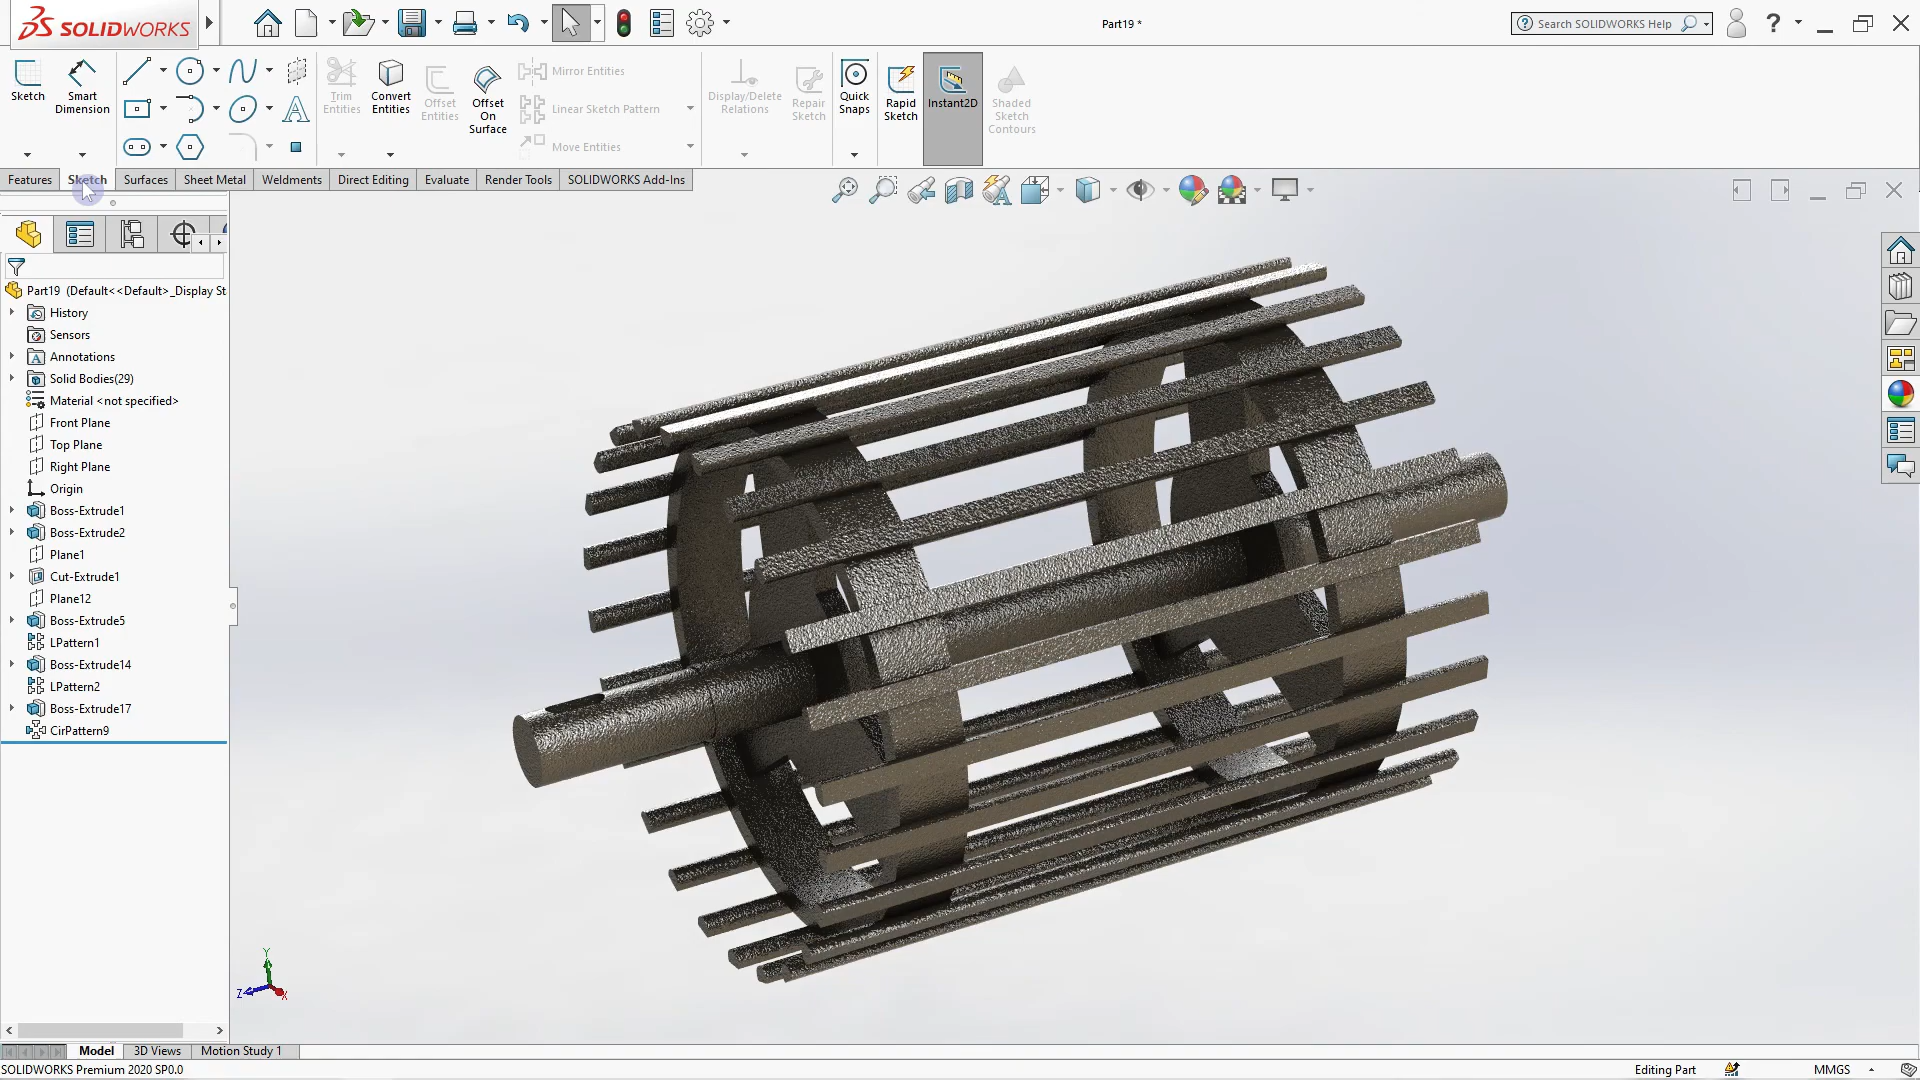 SOLIDWORKS
Part19 *
Search SOLIDWORKS Help
?
Sketch
Smart
Dimension
Trim
Entities
Convert
Entities
Offset
Entities
Offset
On
Surface
Mirror Entities
Linear Sketch Pattern
Move Entities
Display/Delete
Relations
Repair
Sketch
Quick
Snaps
Rapid
Sketch
Instant2D
Shaded
Sketch
Contours
Features
Sketch
Surfaces
Sheet Metal
Weldments
Direct Editing
Evaluate
Render Tools
SOLIDWORKS Add-Ins
Part19 (Default<<Default>_Display St
History
Sensors
Annotations
Solid Bodies(29)
Material <not specified>
Front Plane
Top Plane
Right Plane
Origin
Boss-Extrude1
Boss-Extrude2
Plane1
Cut-Extrude1
Plane12
Boss-Extrude5
LPattern1
Boss-Extrude14
LPattern2
Boss-Extrude17
CirPattern9
Y
Z
X
Model
3D Views
Motion Study 1
SOLIDWORKS Premium 2020 SP0.0
Editing Part
MMGS